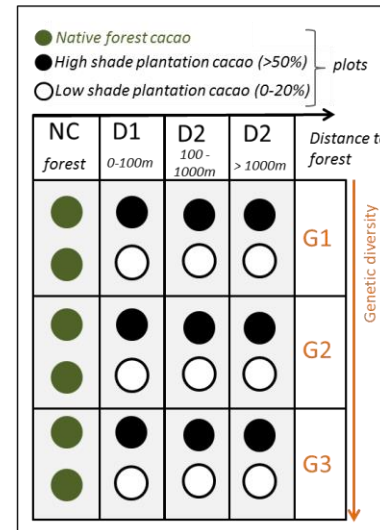 Native forest cacao
High shade plantation cacao (>50%)
Low shade plantation cacao (0-20%)
plots
NC D1 D2 D2 Distance to
forest 0-100m 100 - 1000m > 1000m forest
G1
G2
G3
Genetic diversity